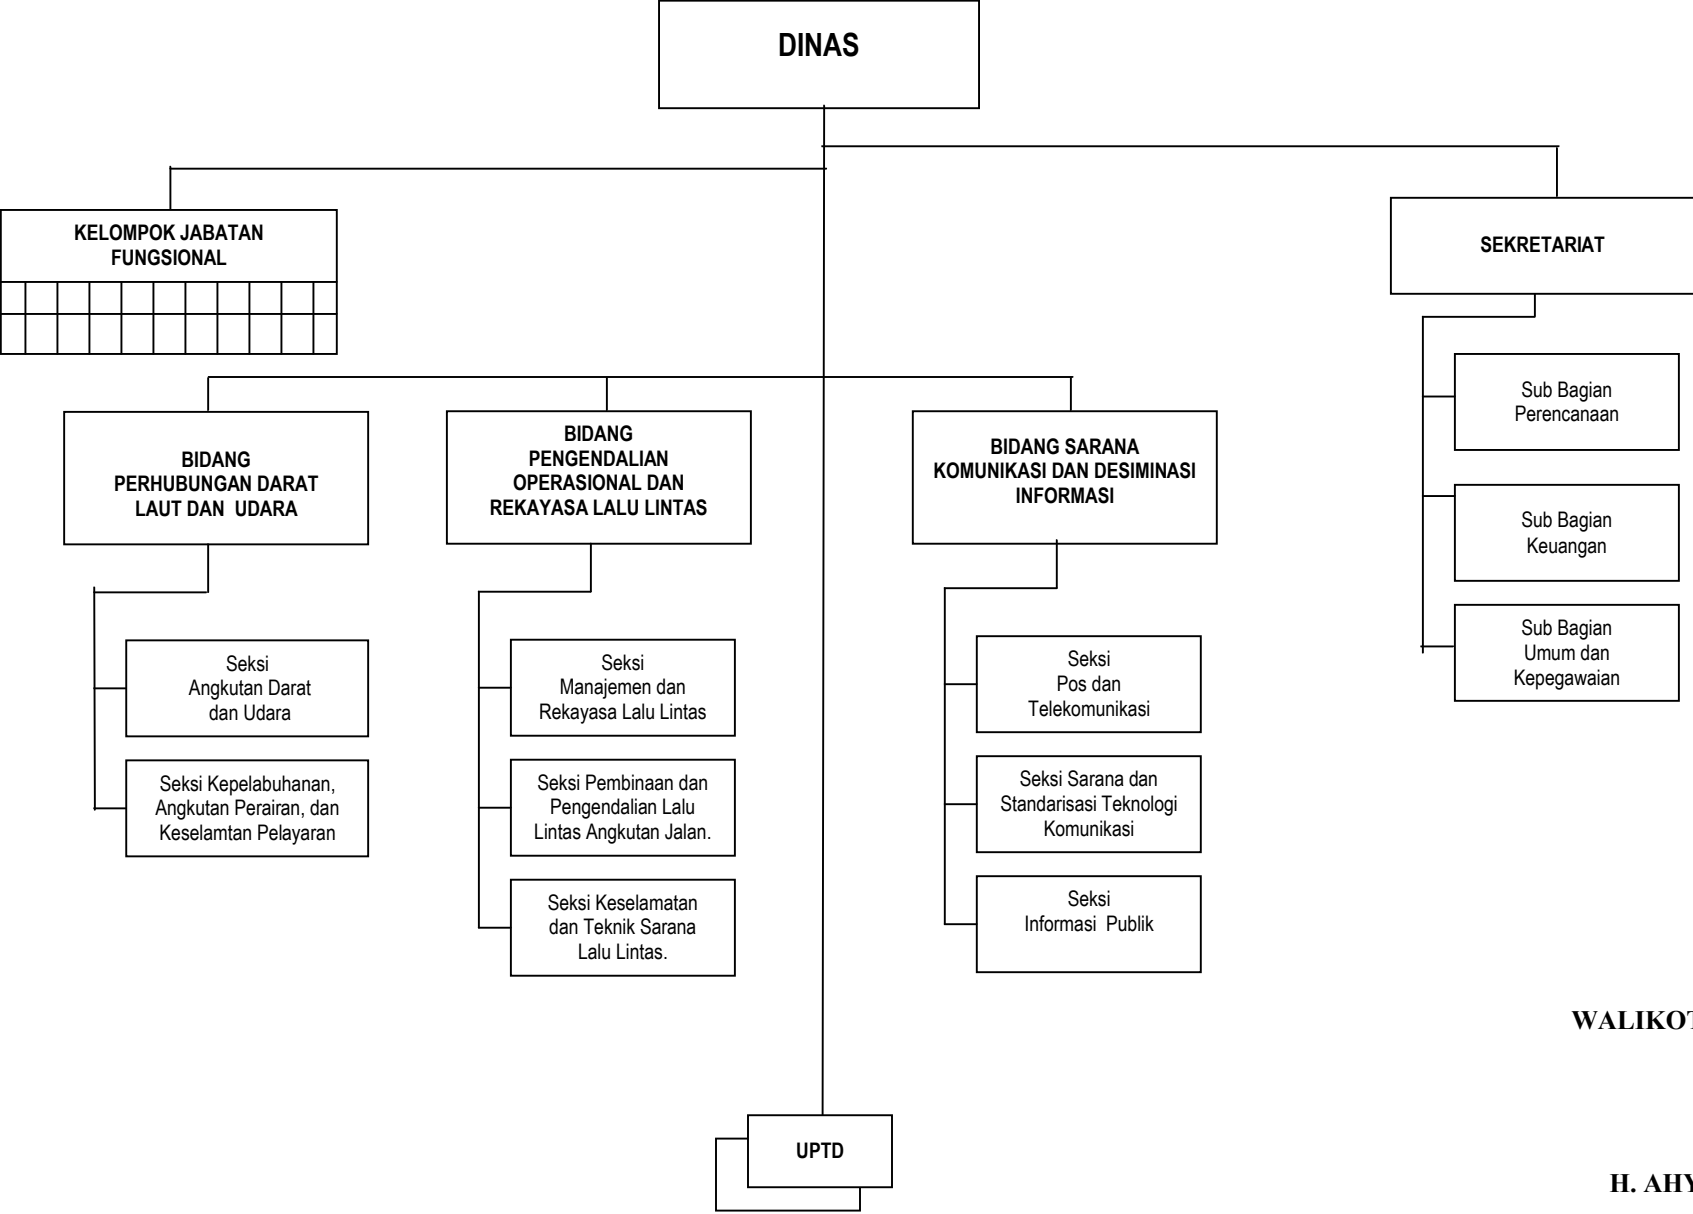 DINAS
KELOMPOK JABATAN
FUNGSIONAL
SEKRETARIAT
Sub Bagian
Perencanaan
Sub Bagian
Keuangan
Sub Bagian
Umum dan
Kepegawaian
BIDANG
PERHUBUNGAN DARAT
LAUT DAN UDARA
BIDANG
PENGENDALIAN
OPERASIONAL DAN
REKAYASA LALU LINTAS
BIDANG SARANA
KOMUNIKASI DAN DESIMINASI
INFORMASI
Seksi
Angkutan Darat
dan Udara
Seksi Kepelabuhanan,
Angkutan Perairan, dan
Keselamtan Pelayaran
Seksi
Manajemen dan
Rekayasa Lalu Lintas
Seksi Pembinaan dan
Pengendalian Lalu
Lintas Angkutan Jalan.
Seksi Keselamatan
dan Teknik Sarana
Lalu Lintas.
Seksi
Pos dan
Telekomunikasi
Seksi Sarana dan
Standarisasi Teknologi
Komunikasi
Seksi
Informasi Publik
WALIKOT
UPTD
H. AHY